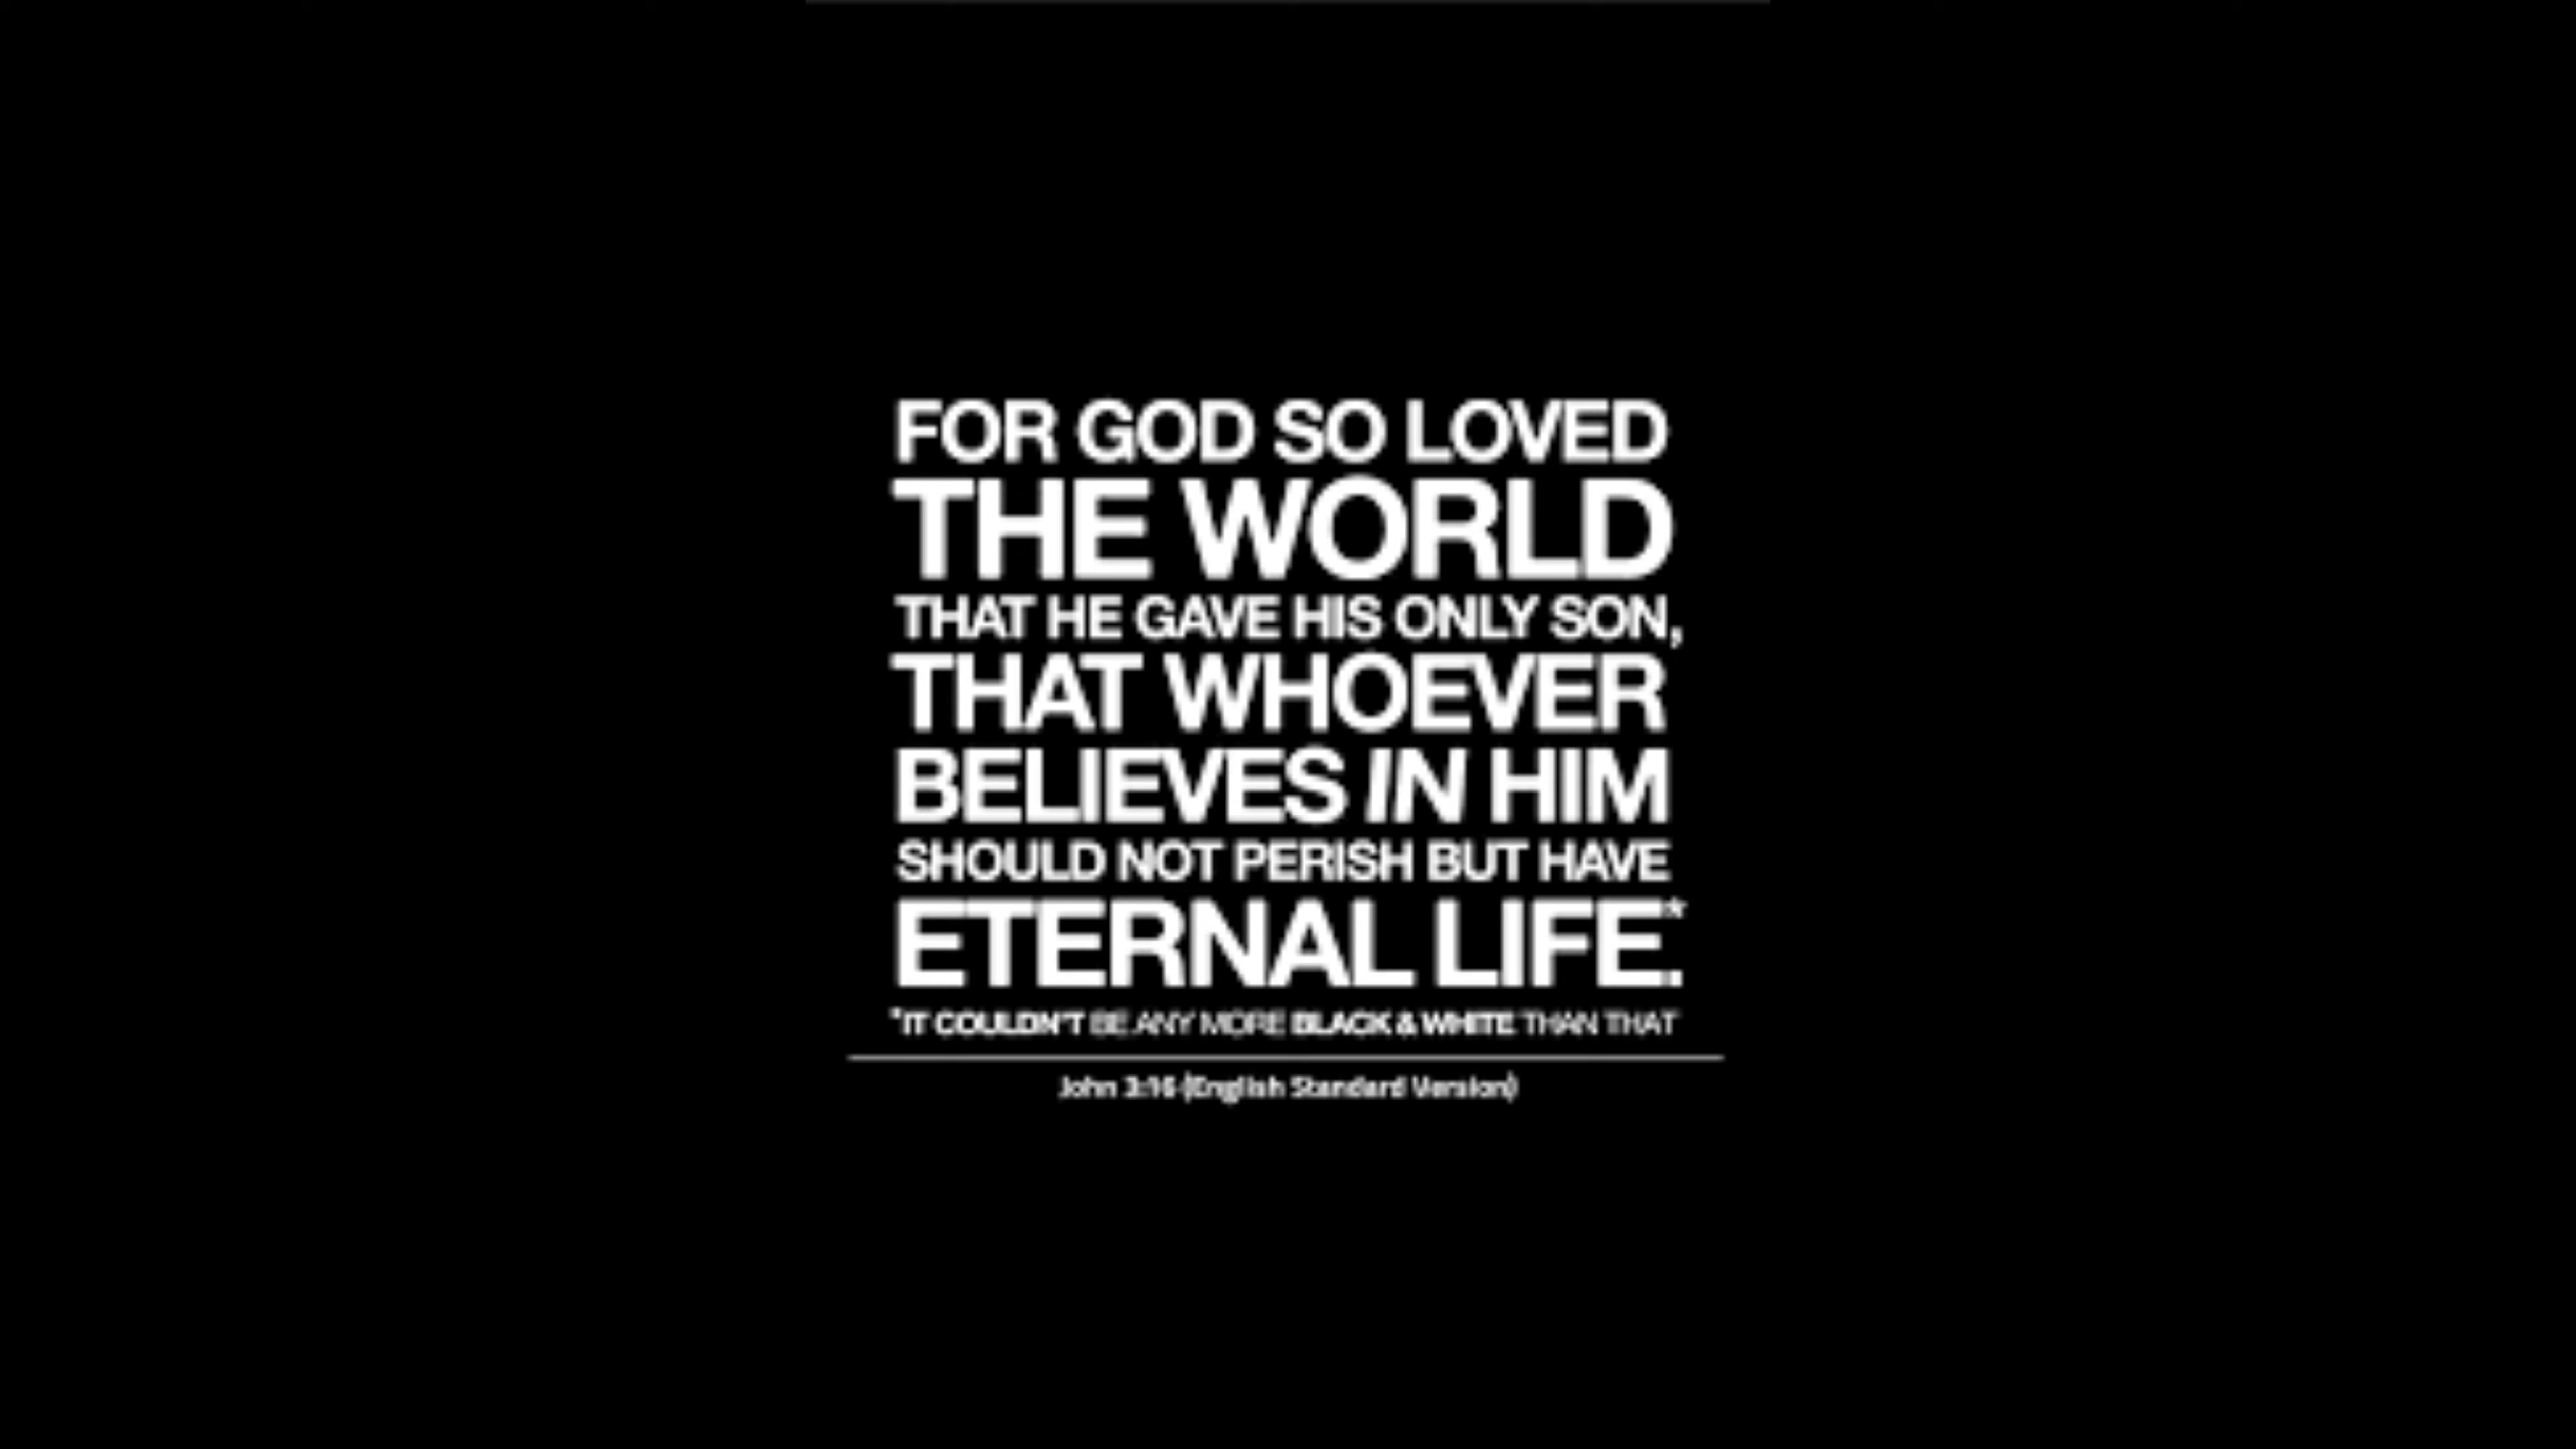 FOR GOD SO LOVED
THE WORLD
THAT HE GAVE HIS ONLY SON,
THAT WHOEVER
BELIEVES IN HIM
SHOULD NOT PERISH BUT HAVE
ETERNAL LIFE.*
*IT COULDN'T BE ANY MORE BLACK & WHITE THAN THAT
John 3:16 (English Standard Version)